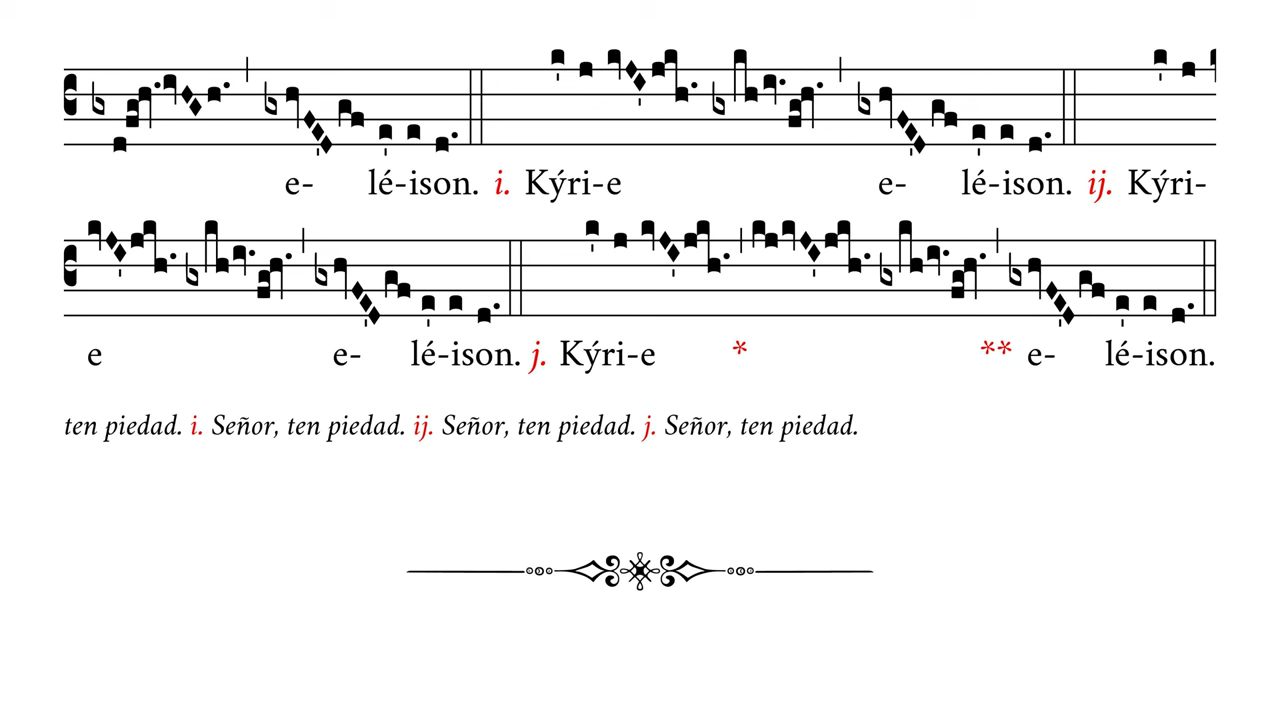 e- lé-ison. i. Kýri-e e- lé-ison. ij. Kýri-
e e- lé-ison. j. Kýri-e * ** e- lé-ison.
ten piedad. i. Señor, ten piedad. ij. Señor, ten piedad. j. Señor, ten piedad.